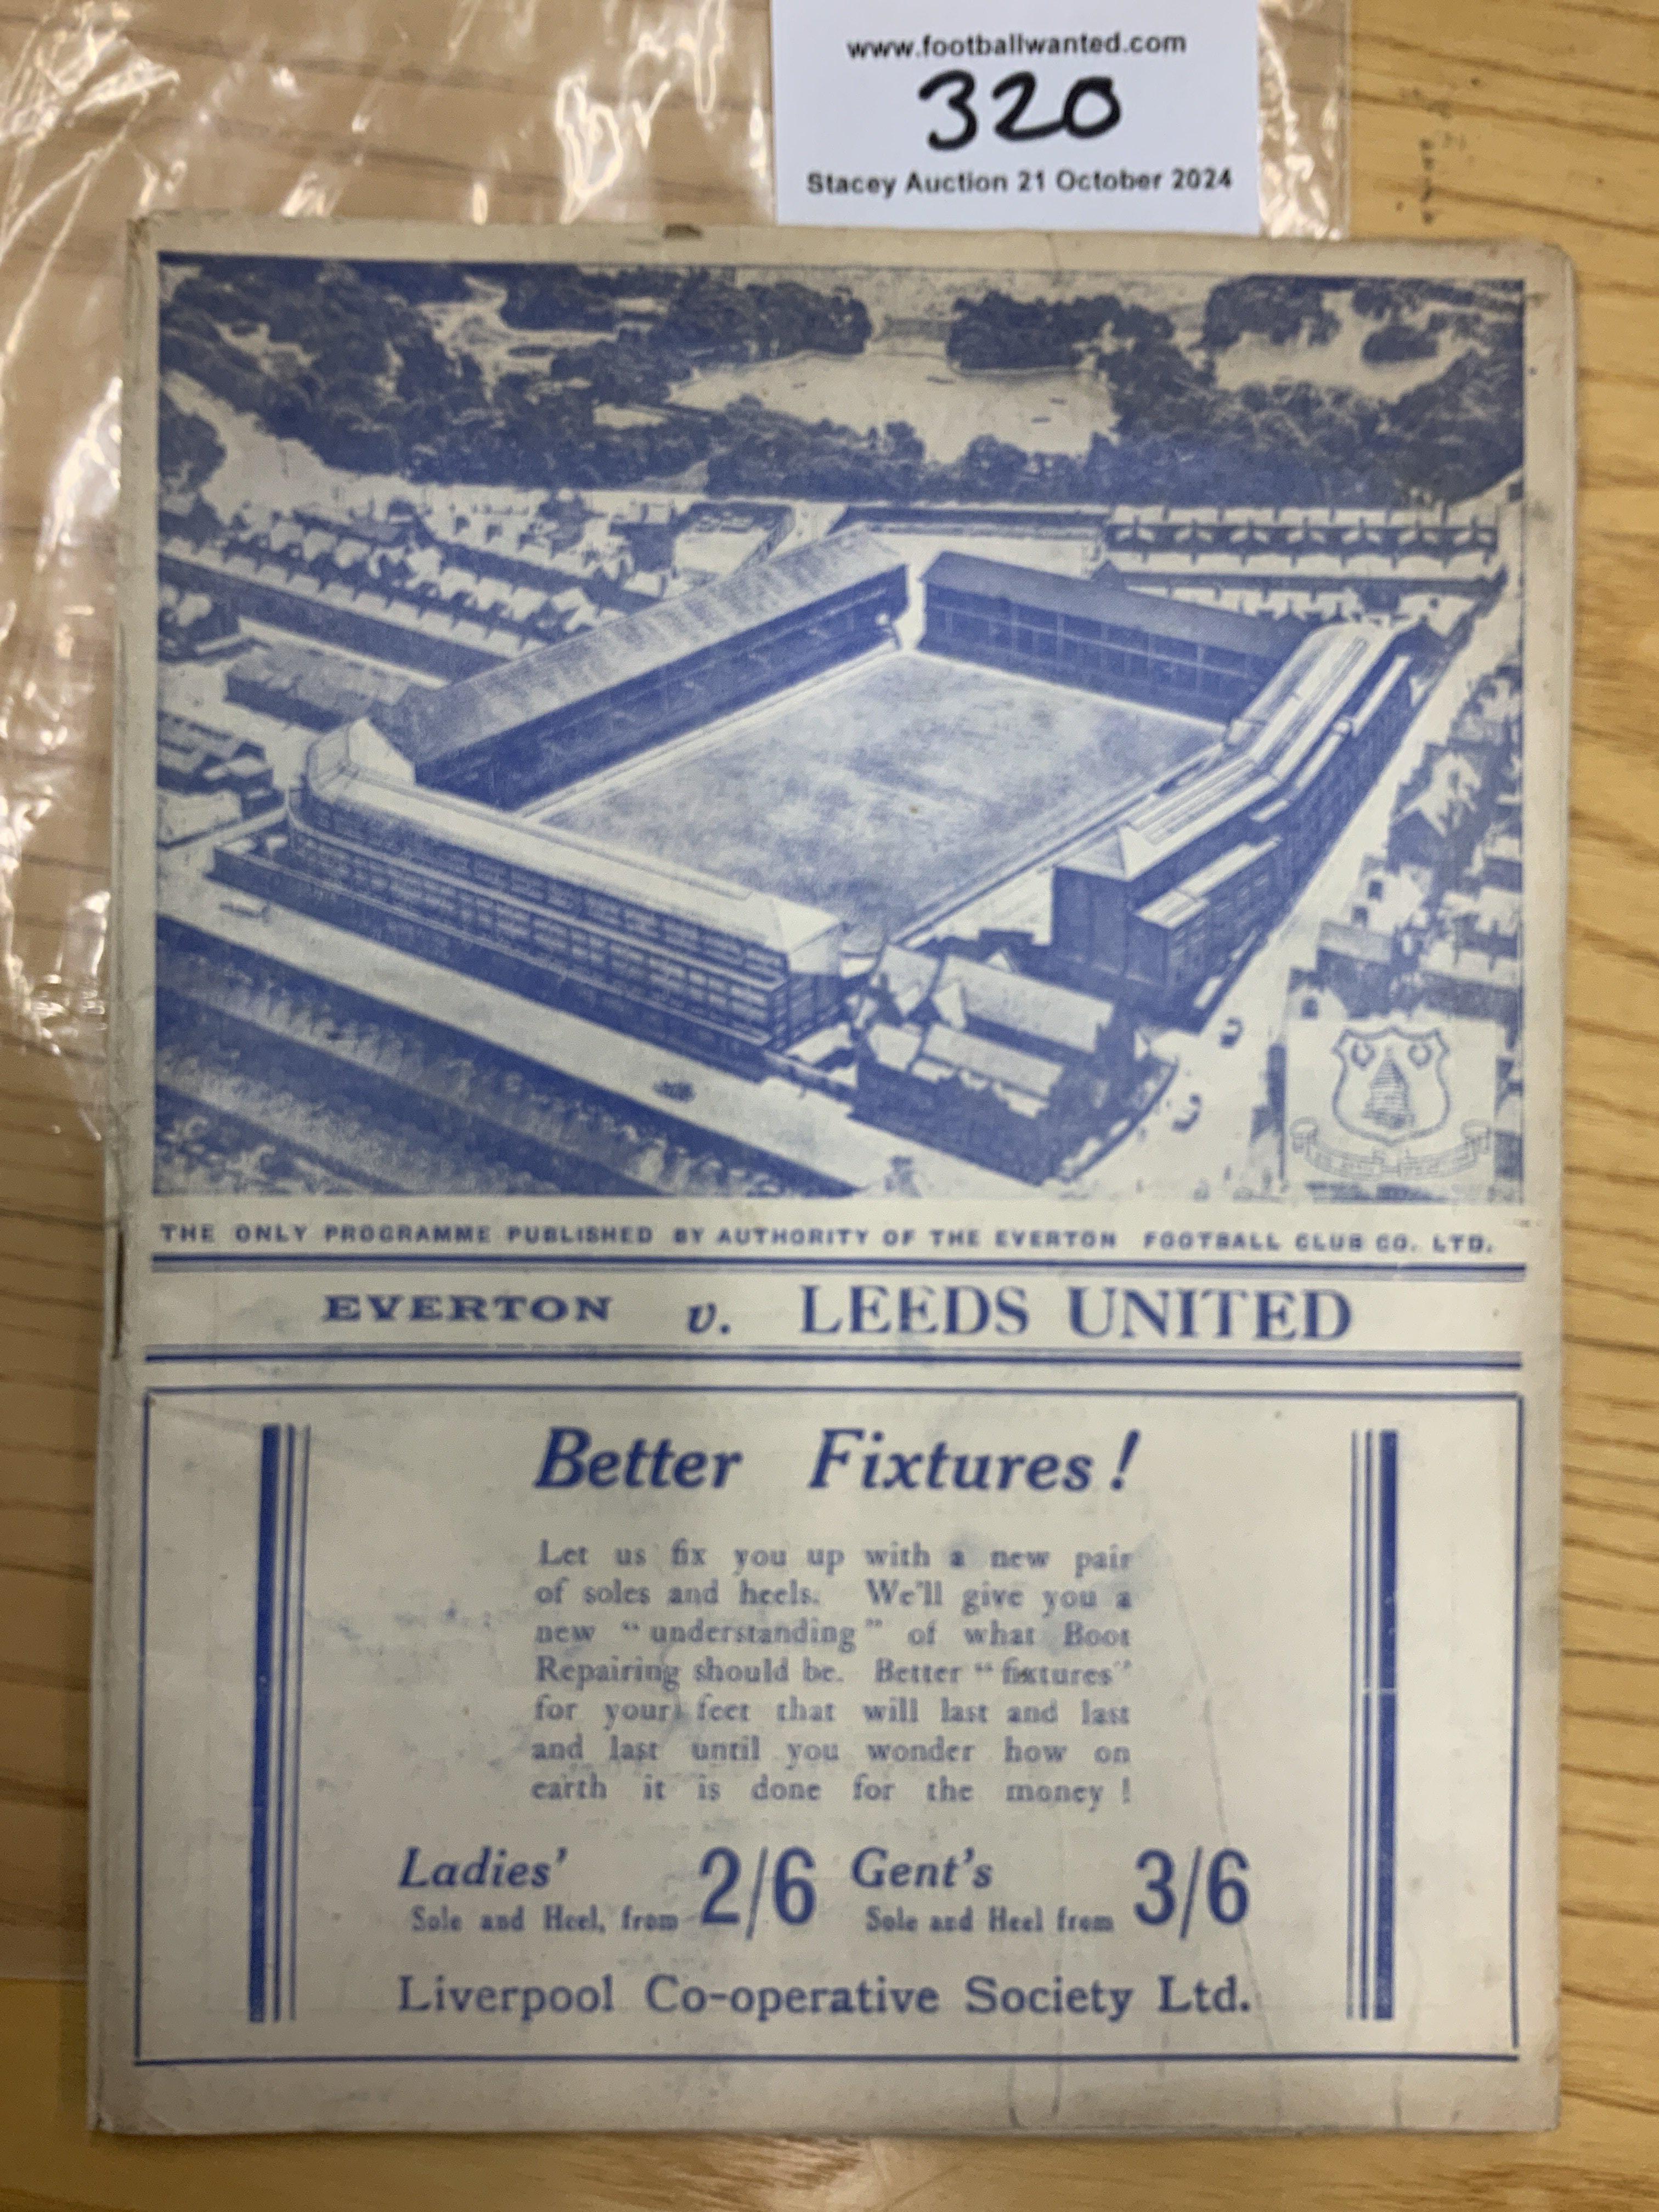 www.footballwanted.com
320
Stacey Auction 21 October 2024
THE ONLY PROGRAMME PUBLISHED BY AUTHORITY OF THE EVERTON FOOTBALL CLUB CO. LTD.
EVERTON v. LEEDS UNITED
Better Fixtures!
Let us fix you up with a new pair
of soles and heels. We'll give you a
new "understanding" of what Boot
Repairing should be. Better "fixtures"
for your feet that will last and last
and last until you wonder how on
earth it is done for the money!
Ladies' 2/6 Gent's 3/6
Sole and Heel, from Sole and Heel from
Liverpool Co-operative Society Ltd.